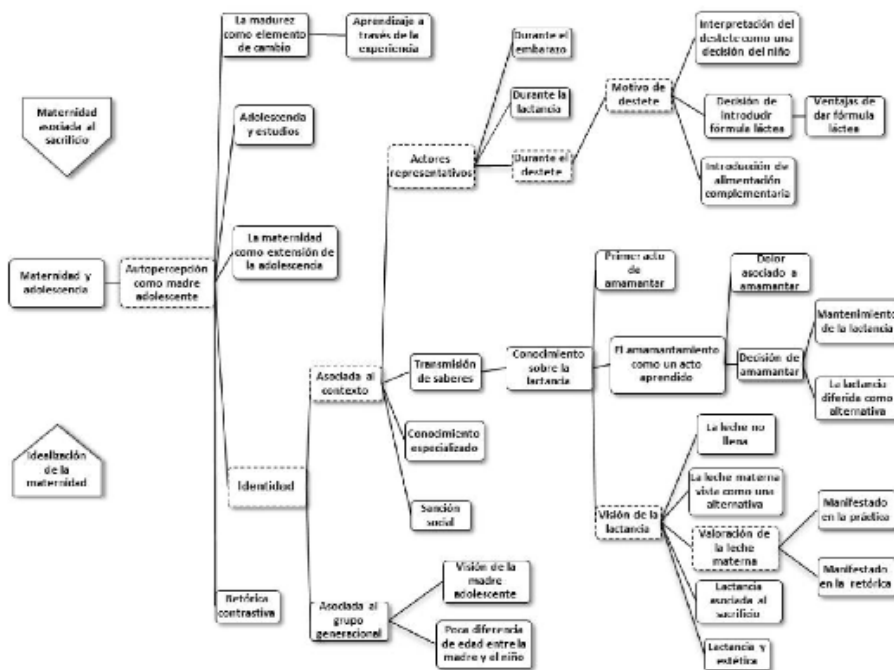 La madurez
como elemento
de cambio
Aprendizaje a
través de la
experiencia
Maternidad
asociada al
sacrificio
Adolescencia
y estudios
Maternidad y
adolescencia
Autopercepción
como madre
adolescente
La maternidad
como extensión de
la adolescencia
Idealización
de la
maternidad
Identidad
Retórica
contrastiva
Asociada al
contexto
Asociada al
grupo
generacional
Actores
representativos
Durante el
embarazo
Durante la
lactancia
Durante el
destete
Motivo de
destete
Interpretación del
destete como una
decisión del niño
Decisión de
introducir
fórmula láctea
Ventajas de
dar fórmula
láctea
Introducción de
alimentación
complementaria
Transmisión
de saberes
Conocimiento
especializado
Sanción
social
Visión de la
madre
adolescente
Poca diferencia
de edad entre la
madre y el niño
Conocimiento
sobre la
lactancia
Primer acto
de
amamantar
El amamantamiento
como un acto
aprendido
Dolor
asociado a
amamantar
Decisión de
amamantar
Mantenimiento
de la lactancia
La lactancia
diferida como
alternativa
Visión de la
lactancia
La leche no
llena
La leche materna
vista como una
alternativa
Valoración de
la leche
materna
Manifestado
en la práctica
Manifestado
en la retórica
Lactancia
asociada al
sacrificio
Lactancia y
estética